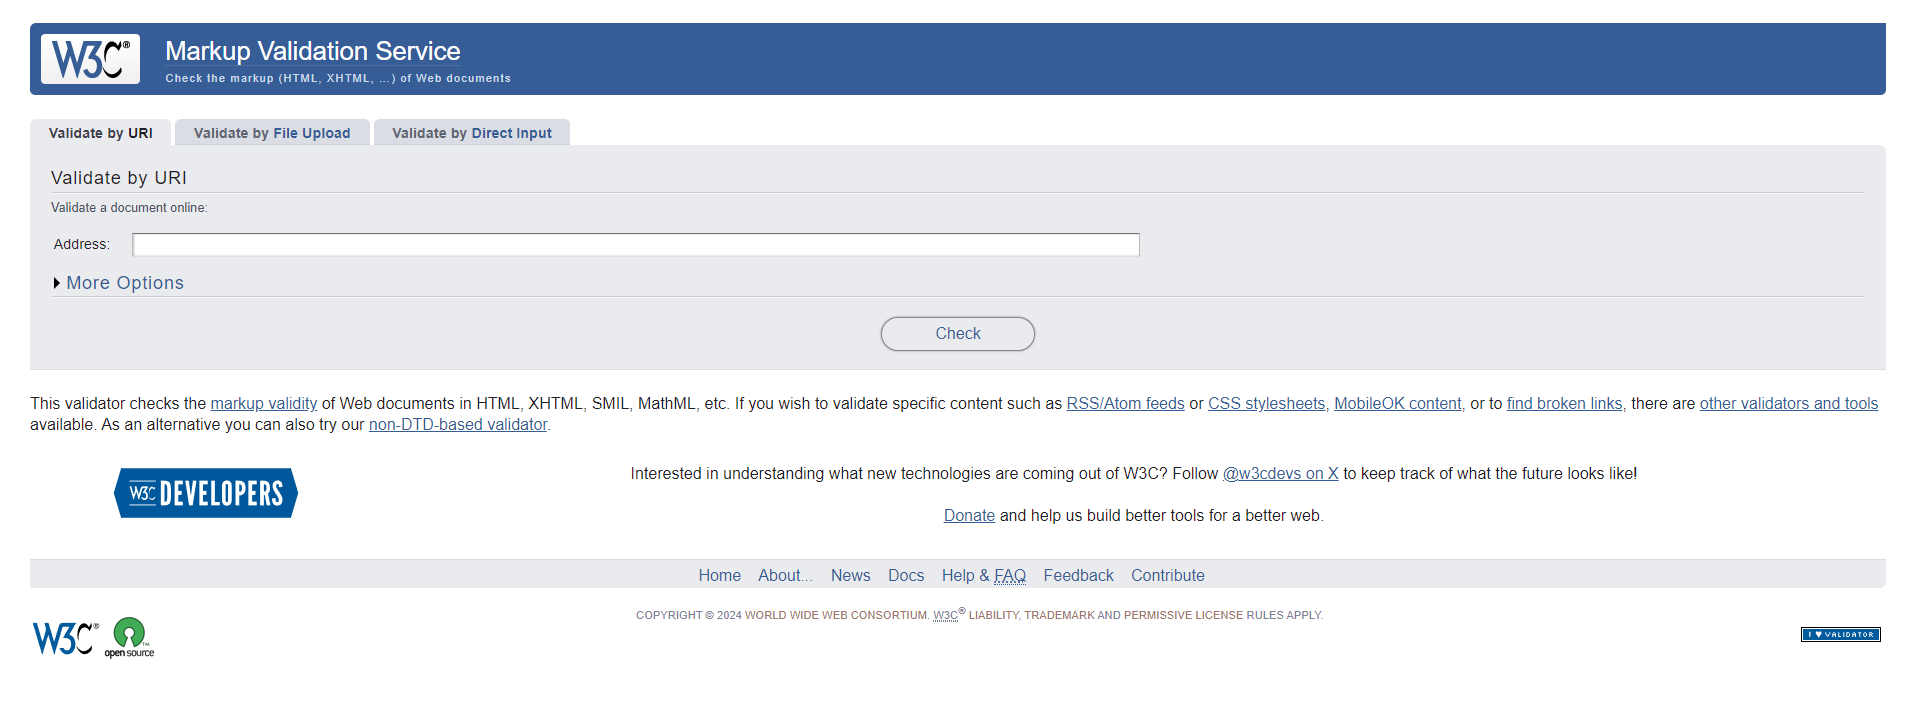 W3C®
Markup Validation Service
Check the markup (HTML, XHTML, …) of Web documents
Validate by URI
Validate by File Upload
Validate by Direct Input
Validate by URI
Validate a document online:
Address:
More Options
Check
This validator checks the markup validity of Web documents in HTML, XHTML, SMIL, MathML, etc. If you wish to validate specific content such as RSS/Atom feeds or CSS stylesheets, MobileOK content, or to find broken links, there are other validators and tools
available. As an alternative you can also try our non-DTD-based validator.
W3C DEVELOPERS
Interested in understanding what new technologies are coming out of W3C? Follow @w3cdevs on X to keep track of what the future looks like!
Donate and help us build better tools for a better web.
Home About... News Docs Help & FAQ Feedback Contribute
COPYRIGHT © 2024 WORLD WIDE WEB CONSORTIUM. W3C® LIABILITY, TRADEMARK AND PERMISSIVE LICENSE RULES APPLY.
W3C®
open source™
I ♥ VALIDATOR